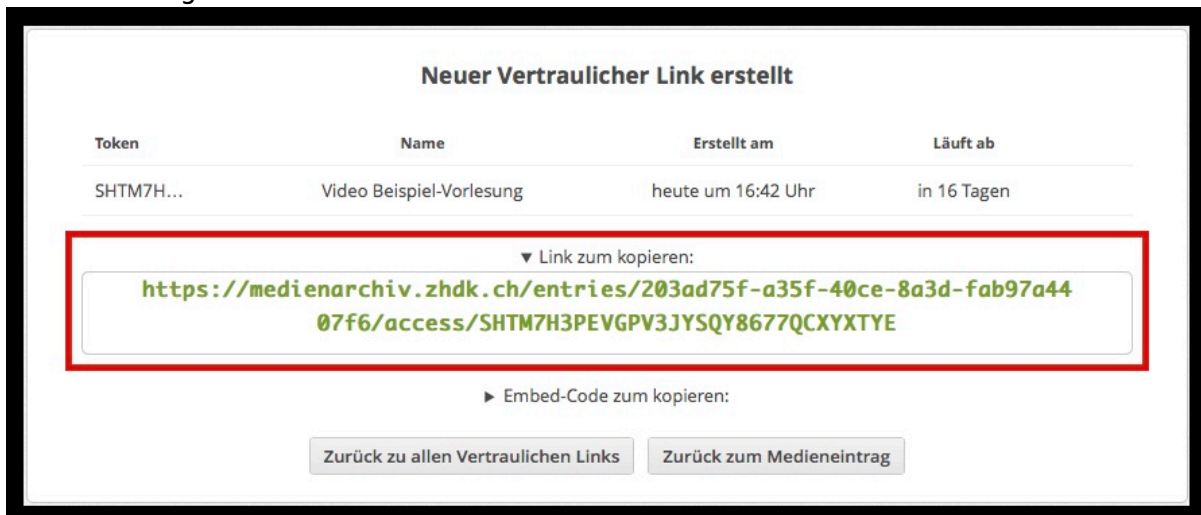 Neuer Vertraulicher Link erstellt
Token Name Erstellt am Läuft ab
SHTM7H... Video Beispiel-Vorlesung heute um 16:42 Uhr in 16 Tagen
▼ Link zum kopieren:
https://medienarchiv.zhdk.ch/entries/203ad75f-a35f-40ce-8a3d-fab97a44
07f6/access/SHTM7H3PEVGPV3JYSQY8677QCXYXTYE
► Embed-Code zum kopieren:
Zurück zu allen Vertraulichen Links Zurück zum Medieneintrag